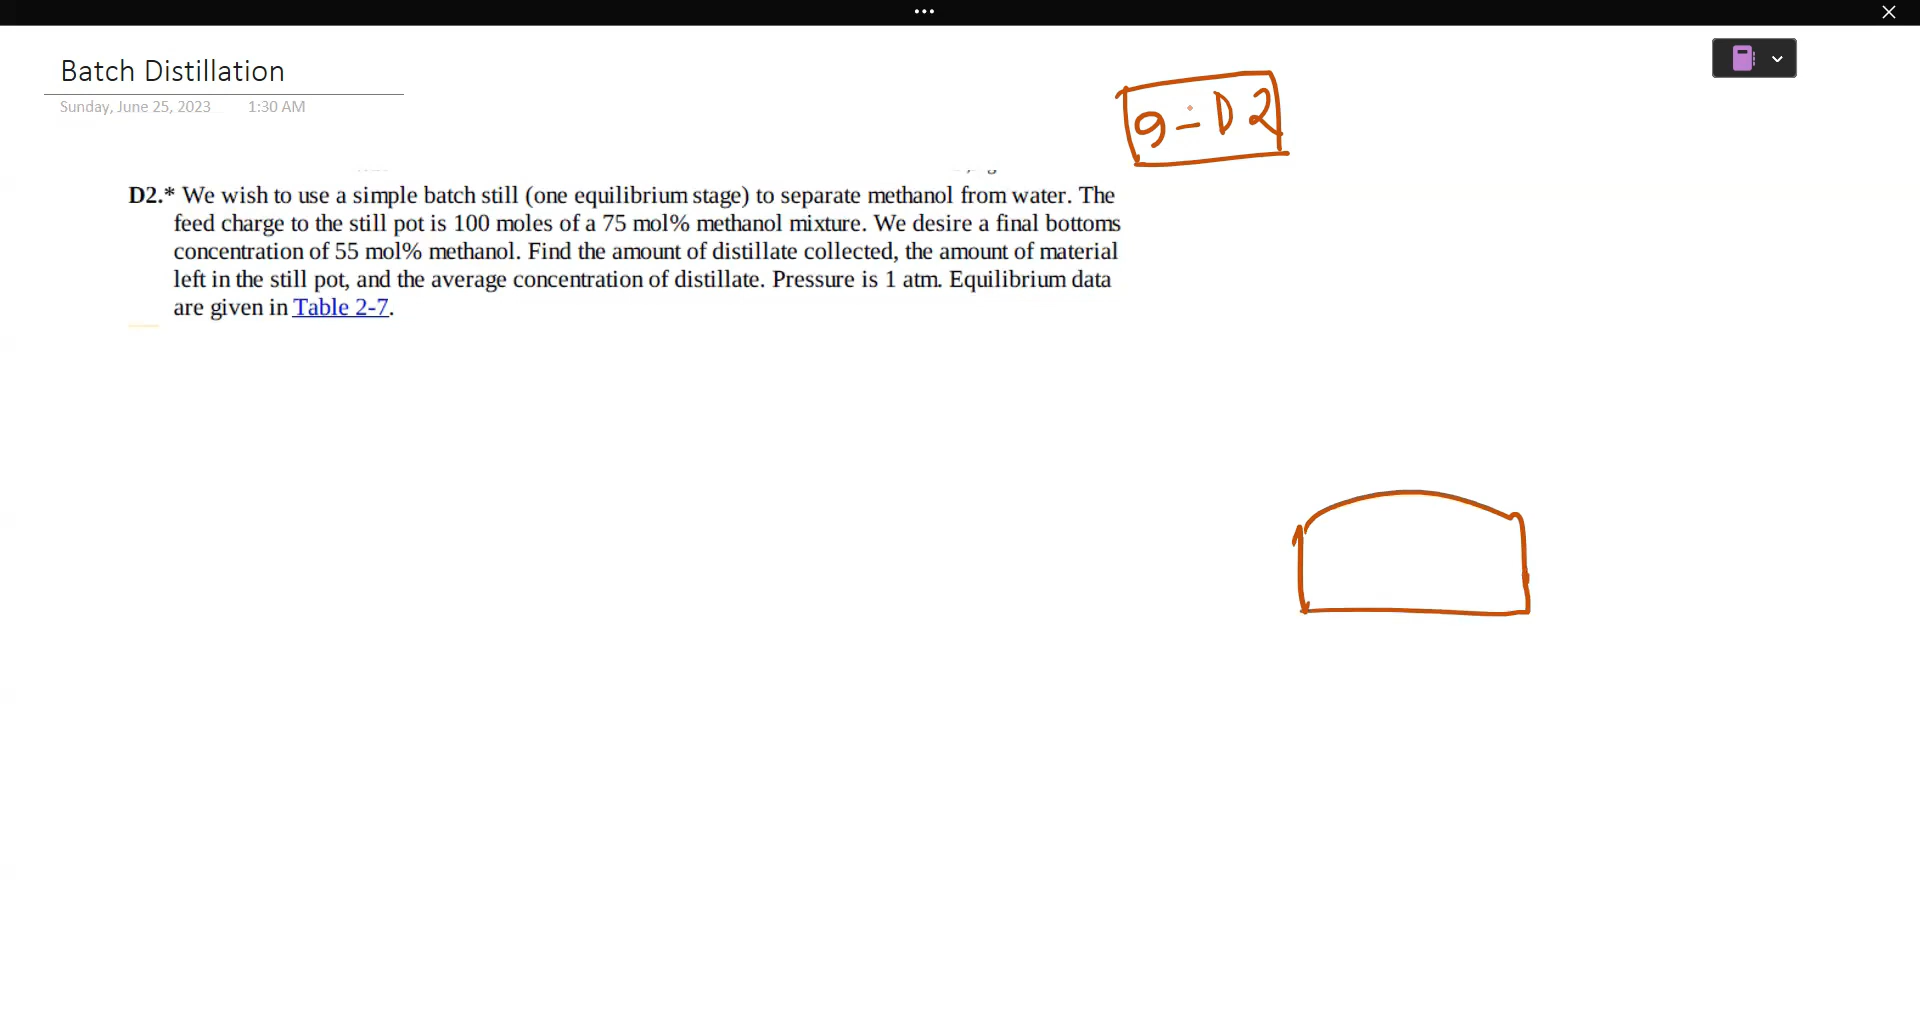 Batch Distillation
Sunday, June 25, 2023 1:30 AM
9-D2
D2.* We wish to use a simple batch still (one equilibrium stage) to separate methanol from water. The
feed charge to the still pot is 100 moles of a 75 mol% methanol mixture. We desire a final bottoms
concentration of 55 mol% methanol. Find the amount of distillate collected, the amount of material
left in the still pot, and the average concentration of distillate. Pressure is 1 atm. Equilibrium data
are given in Table 2-7.